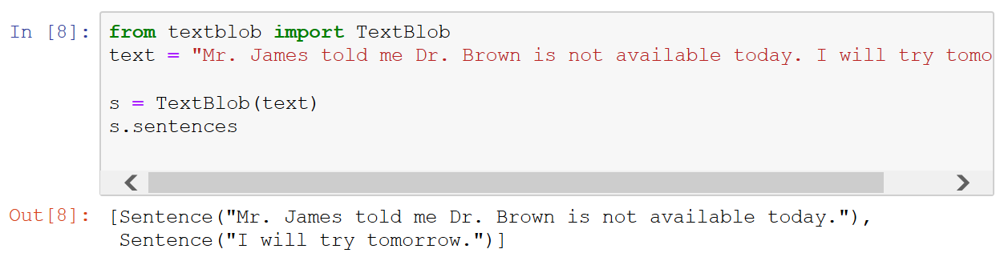 In [8]: from textblob import TextBlob
text = "Mr. James told me Dr. Brown is not available today. I will try tomo

s = TextBlob(text)
s.sentences
Out[8]: [Sentence("Mr. James told me Dr. Brown is not available today."),
Sentence("I will try tomorrow.")]